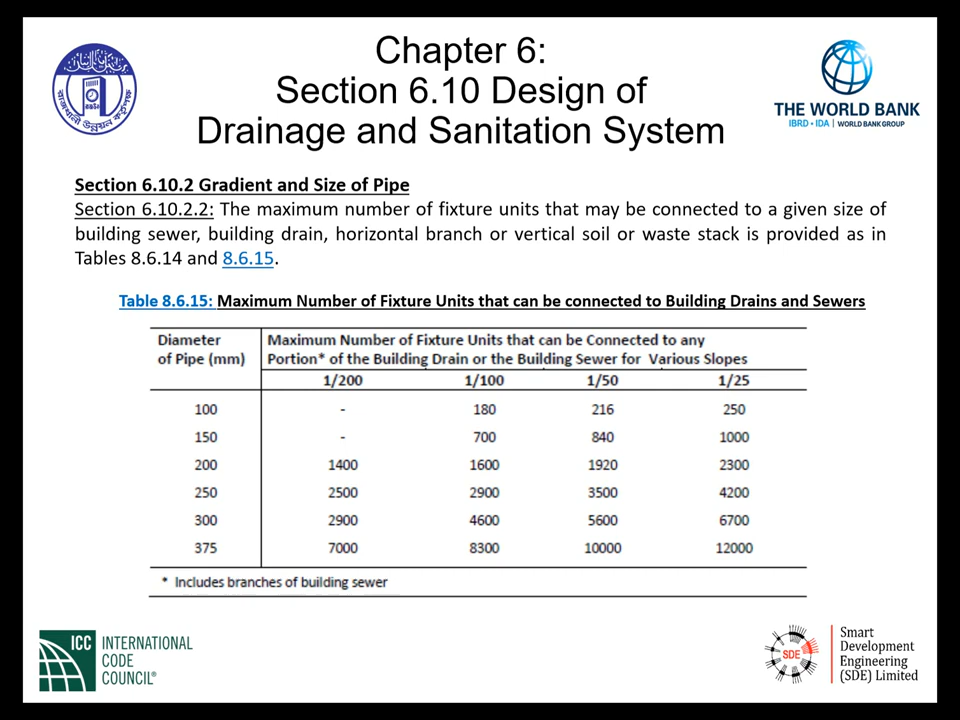 Chapter 6:
Section 6.10 Design of
Drainage and Sanitation System
THE WORLD BANK
IBRD • IDA | WORLD BANK GROUP
Section 6.10.2 Gradient and Size of Pipe
Section 6.10.2.2: The maximum number of fixture units that may be connected to a given size of
building sewer, building drain, horizontal branch or vertical soil or waste stack is provided as in
Tables 8.6.14 and 8.6.15.
Table 8.6.15: Maximum Number of Fixture Units that can be connected to Building Drains and Sewers
Diameter
of Pipe (mm)
Maximum Number of Fixture Units that can be Connected to any
Portion* of the Building Drain or the Building Sewer for Various Slopes
1/200 1/100 1/50 1/25
100 - 180 216 250
150 - 700 840 1000
200 1400 1600 1920 2300
250 2500 2900 3500 4200
300 2900 4600 5600 6700
375 7000 8300 10000 12000
* Includes branches of building sewer
ICC INTERNATIONAL
CODE
COUNCIL®
SDE
Smart
Development
Engineering
(SDE) Limited